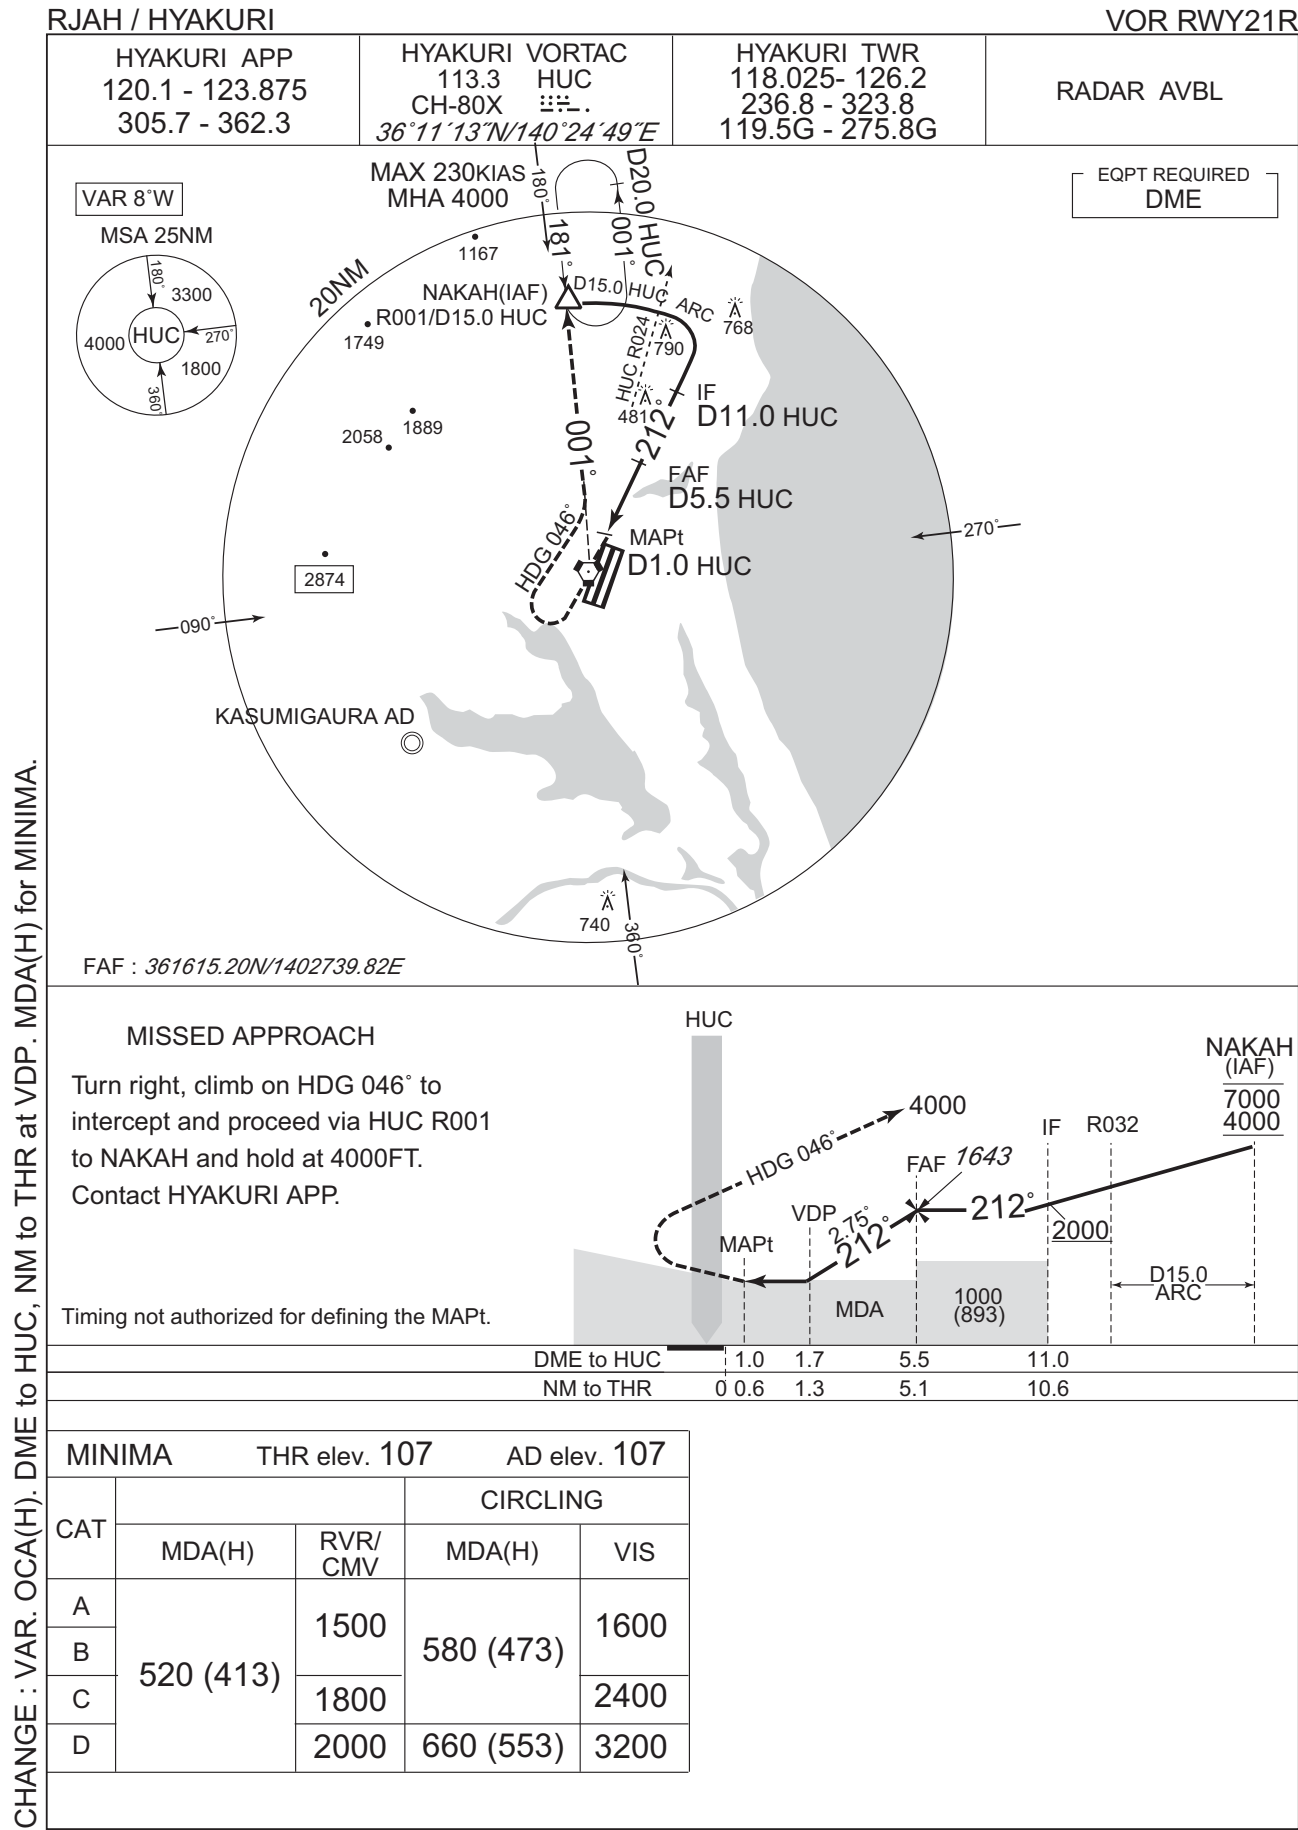 RJAH / HYAKURI
VOR RWY21R
HYAKURI APP
120.1 - 123.875
305.7 - 362.3
HYAKURI VORTAC
113.3 HUC
CH-80X
36°11´13˝N/140°24´49˝E
HYAKURI TWR
118.025- 126.2
236.8 - 323.8
119.5G - 275.8G
RADAR AVBL
EQPT REQUIRED
DME
VAR 8°W
MSA 25NM
180°
3300
HUC
270°
4000
1800
360°
MAX 230KIAS
MHA 4000
180°
181°
001°
D20.0 HUC
20NM
1167
NAKAH(IAF)
R001/D15.0 HUC
D15.0 HUC ARC
768
790
1749
HUC R024
481
212°
IF
D11.0 HUC
1889
2058
001°
FAF
D5.5 HUC
HDG 046°
MAPt
D1.0 HUC
270°
2874
090°
KASUMIGAURA AD
740
360°
FAF : 361615.20N/1402739.82E
MISSED APPROACH
Turn right, climb on HDG 046° to
intercept and proceed via HUC R001
to NAKAH and hold at 4000FT.
Contact HYAKURI APP.
Timing not authorized for defining the MAPt.
HUC
NAKAH
(IAF)
7000
4000
4000
HDG 046°
IF
R032
FAF 1643
VDP
2.75°
212°
212°
2000
MAPt
MDA
1000
(893)
D15.0
ARC
DME to HUC 1.0 1.7 5.5 11.0
NM to THR 0 0.6 1.3 5.1 10.6
MINIMA THR elev. 107 AD elev. 107
CAT
CIRCLING
MDA(H)
RVR/
CMV
MDA(H)
VIS
A
B
C
D
520 (413)
1500
1800
2000
580 (473)
660 (553)
1600
2400
3200
CHANGE : VAR. OCA(H). DME to HUC, NM to THR at VDP. MDA(H) for MINIMA.